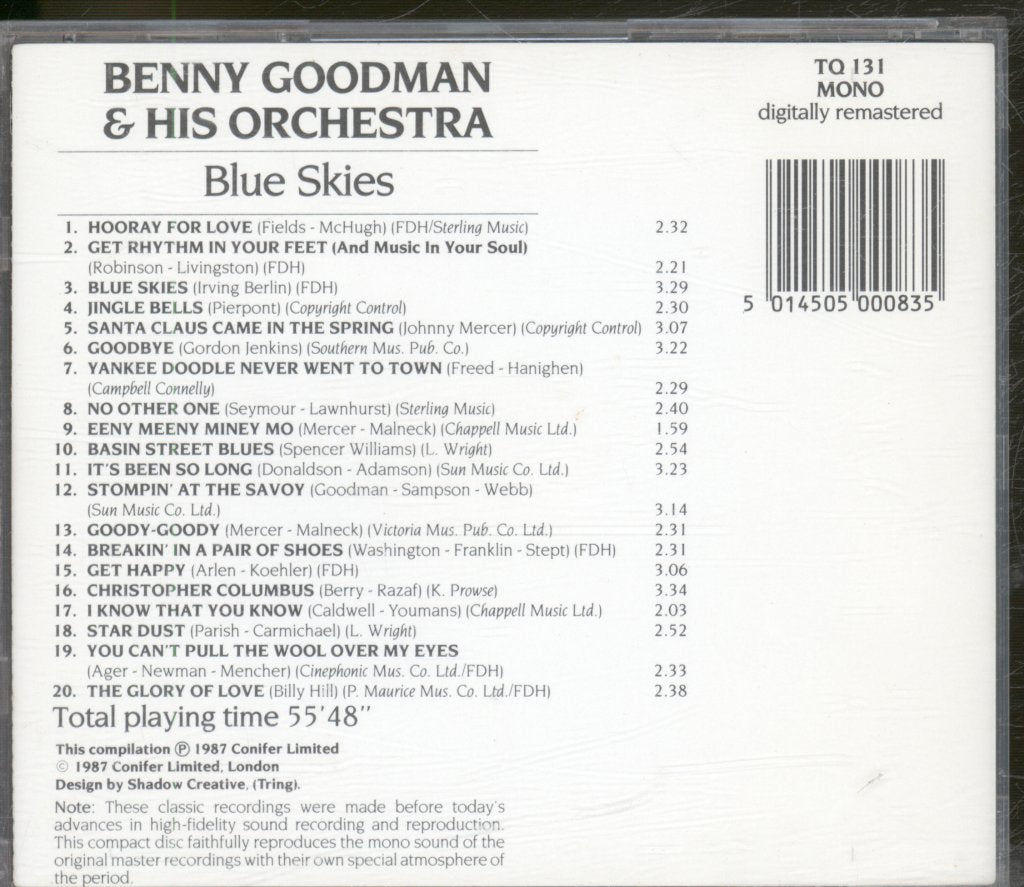 BENNY GOODMAN
& HIS ORCHESTRA
Blue Skies
TQ 131
MONO
digitally remastered
5 014505 000835
1. HOORAY FOR LOVE (Fields - McHugh) (FDH/Sterling Music) 2.32
2. GET RHYTHM IN YOUR FEET (And Music In Your Soul)
(Robinson - Livingston) (FDH) 2.21
3. BLUE SKIES (Irving Berlin) (FDH) 3.29
4. JINGLE BELLS (Pierpont) (Copyright Control) 2.30
5. SANTA CLAUS CAME IN THE SPRING (Johnny Mercer) (Copyright Control) 3.07
6. GOODBYE (Gordon Jenkins) (Southern Mus. Pub. Co.) 3.22
7. YANKEE DOODLE NEVER WENT TO TOWN (Freed - Hanighen)
(Campbell Connelly) 2.29
8. NO OTHER ONE (Seymour - Lawnhurst) (Sterling Music) 2.40
9. EENY MEENY MINEY MO (Mercer - Malneck) (Chappell Music Ltd.) 1.59
10. BASIN STREET BLUES (Spencer Williams) (L. Wright) 2.54
11. IT'S BEEN SO LONG (Donaldson - Adamson) (Sun Music Co. Ltd.) 3.23
12. STOMPIN' AT THE SAVOY (Goodman - Sampson - Webb)
(Sun Music Co. Ltd.) 3.14
13. GOODY-GOODY (Mercer - Malneck) (Victoria Mus. Pub. Co. Ltd.) 2.31
14. BREAKIN' IN A PAIR OF SHOES (Washington - Franklin - Stept) (FDH) 2.31
15. GET HAPPY (Arlen - Koehler) (FDH) 3.06
16. CHRISTOPHER COLUMBUS (Berry - Razaf) (K. Prowse) 3.34
17. I KNOW THAT YOU KNOW (Caldwell - Youmans) (Chappell Music Ltd.) 2.03
18. STAR DUST (Parish - Carmichael) (L. Wright) 2.52
19. YOU CAN'T PULL THE WOOL OVER MY EYES
(Ager - Newman - Mencher) (Cinephonic Mus. Co. Ltd./FDH) 2.33
20. THE GLORY OF LOVE (Billy Hill) (P. Maurice Mus. Co. Ltd./FDH) 2.38
Total playing time 55'48"
This compilation ℗ 1987 Conifer Limited
© 1987 Conifer Limited, London
Design by Shadow Creative, (Tring).
Note: These classic recordings were made before today's
advances in high-fidelity sound recording and reproduction.
This compact disc faithfully reproduces the mono sound of the
original master recordings with their own special atmosphere of
the period.